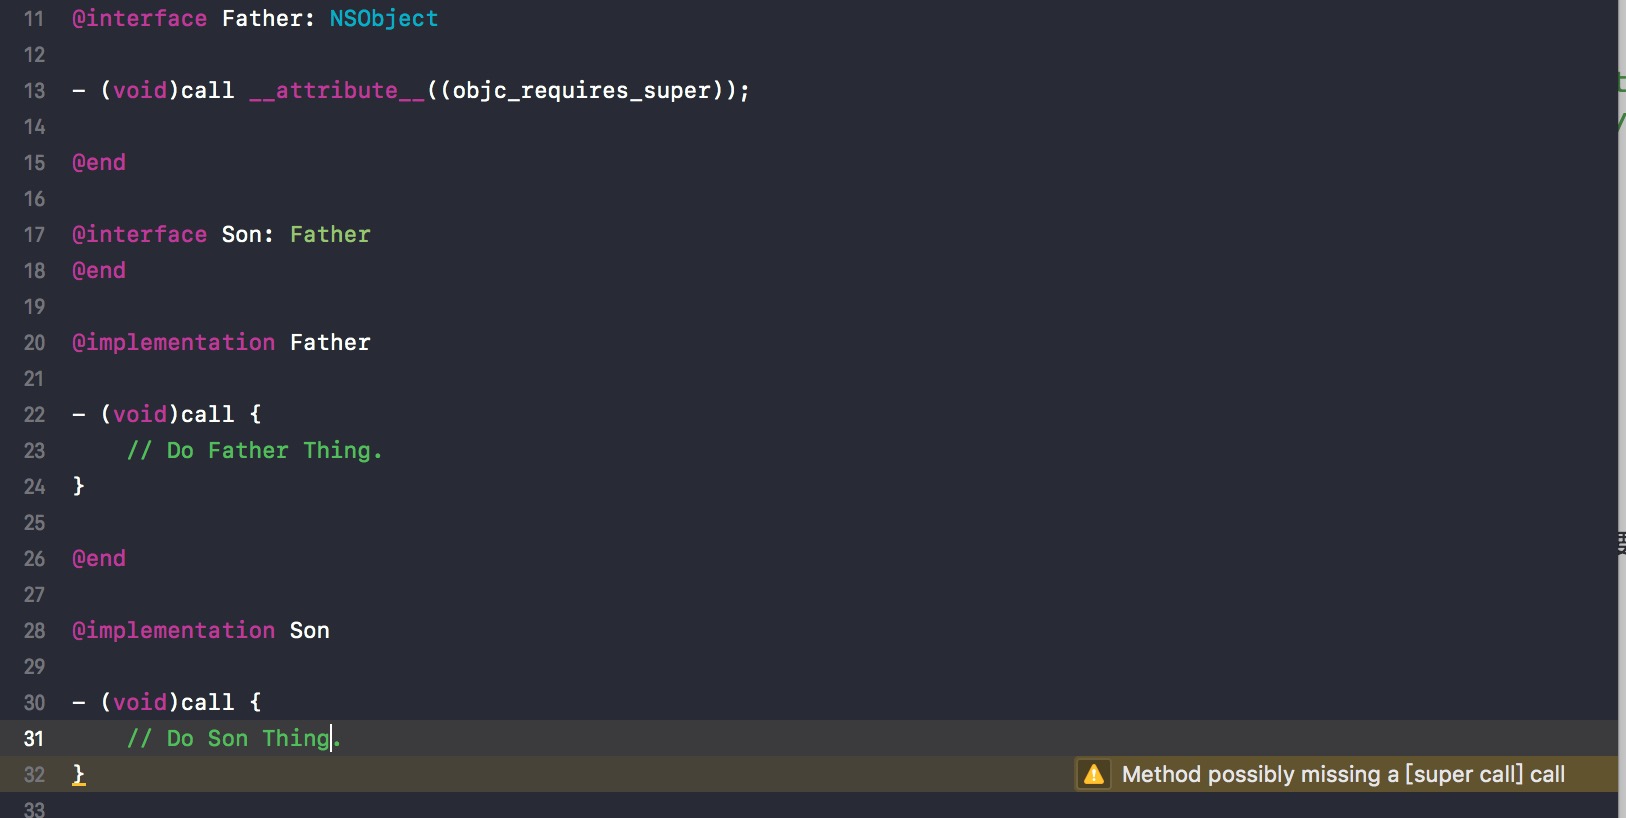 11 @interface Father: NSObject
12
13 - (void)call __attribute__((objc_requires_super));
14
15 @end
16
17 @interface Son: Father
18 @end
19
20 @implementation Father
21
22 - (void)call {
23 // Do Father Thing.
24 }
25
26 @end
27
28 @implementation Son
29
30 - (void)call {
31 // Do Son Thing.
32 } Method possibly missing a [super call] call
33